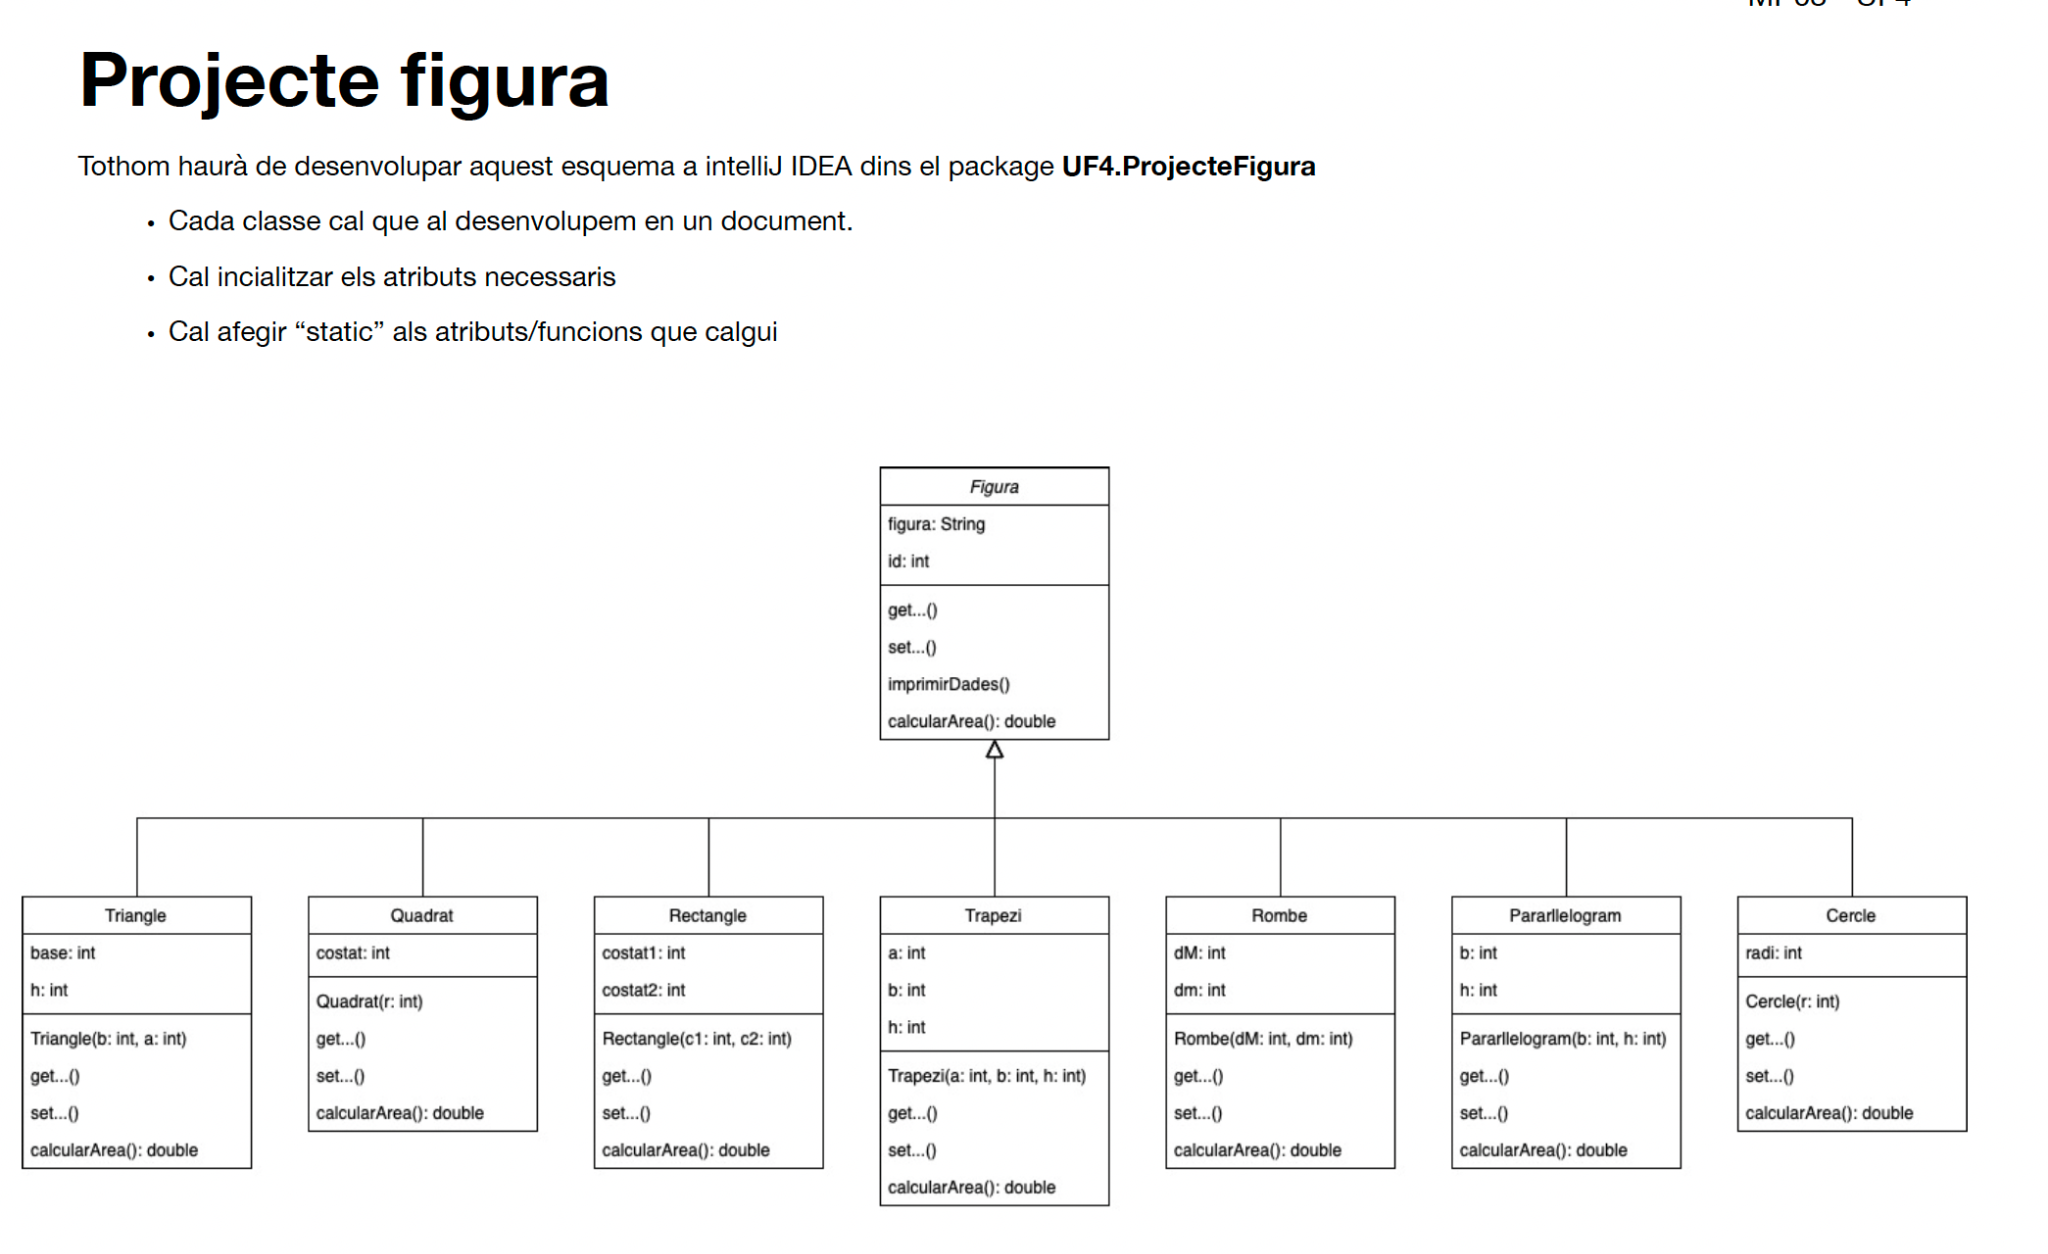 Projecte figura
Tothom haurà de desenvolupar aquest esquema a intelliJ IDEA dins el package UF4.ProjecteFigura
• Cada classe cal que al desenvolupem en un document.
• Cal incialitzar els atributs necessaris
• Cal afegir “static” als atributs/funcions que calgui
Figura
figura: String
id: int
get...()
set...()
imprimirDades()
calcularArea(): double
Triangle
base: int
h: int
Triangle(b: int, a: int)
get...()
set...()
calcularArea(): double
Quadrat
costat: int
Quadrat(r: int)
get...()
set...()
calcularArea(): double
Rectangle
costat1: int
costat2: int
Rectangle(c1: int, c2: int)
get...()
set...()
calcularArea(): double
Trapezi
a: int
b: int
h: int
Trapezi(a: int, b: int, h: int)
get...()
set...()
calcularArea(): double
Rombe
dM: int
dm: int
Rombe(dM: int, dm: int)
get...()
set...()
calcularArea(): double
Pararllelogram
b: int
h: int
Pararllelogram(b: int, h: int)
get...()
set...()
calcularArea(): double
Cercle
radi: int
Cercle(r: int)
get...()
set...()
calcularArea(): double